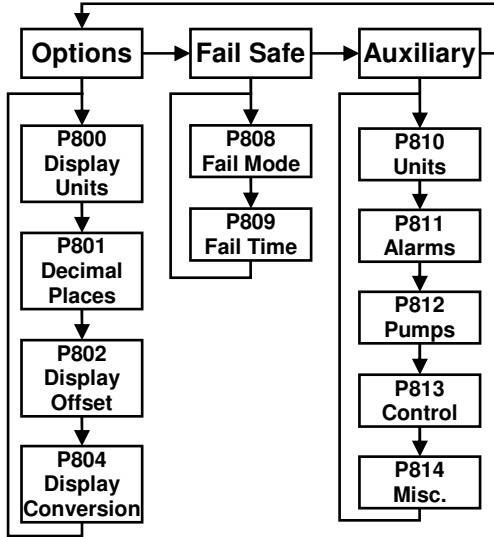 Options
Fail Safe
Auxiliary
P800
Display
Units
P801
Decimal
Places
P802
Display
Offset
P804
Display
Conversion
P808
Fail Mode
P809
Fail Time
P810
Units
P811
Alarms
P812
Pumps
P813
Control
P814
Misc.